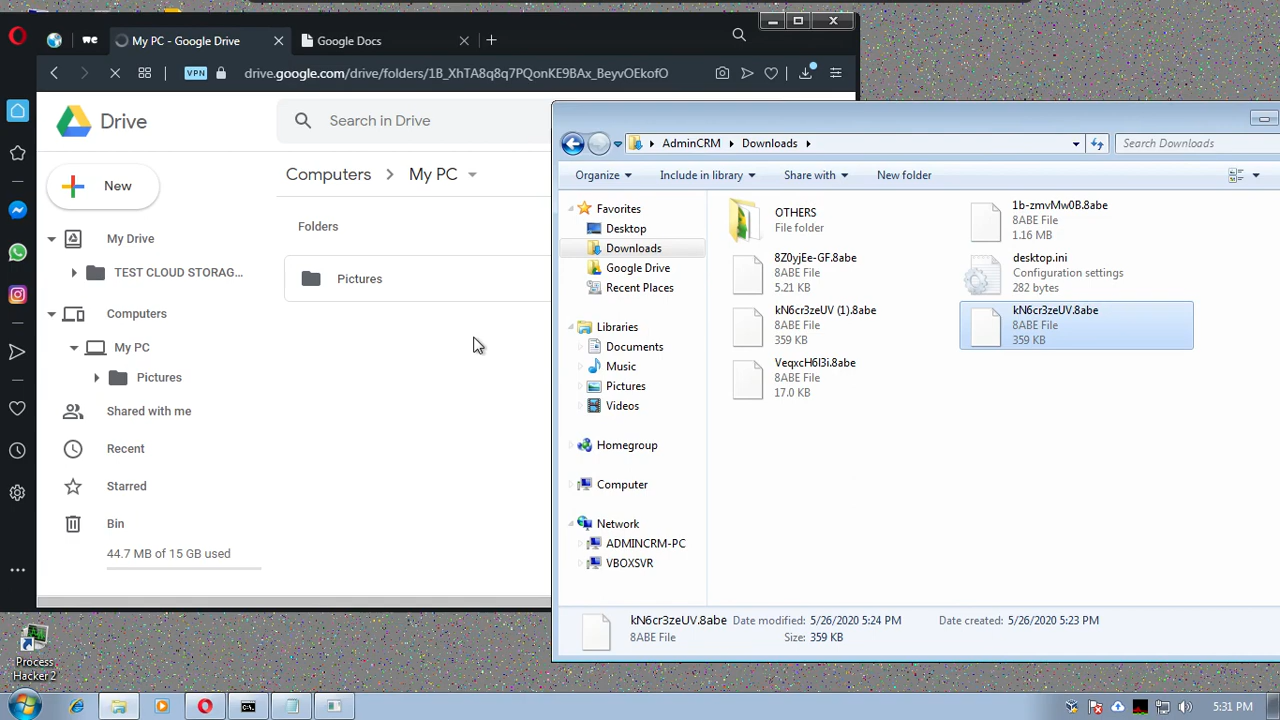 My PC - Google Drive
Google Docs
VPN
drive.google.com/drive/folders/1B_XhTA8q8q7PQonKE9BAx_BeyvOEkofO
Drive
Search in Drive
New
Computers
My PC
Folders
Pictures
My Drive
TEST CLOUD STORAG...
Computers
My PC
Pictures
Shared with me
Recent
Starred
Bin
44.7 MB of 15 GB used
AdminCRM
Downloads
Search Downloads
Organize
Include in library
Share with
New folder
Favorites
Desktop
Downloads
Google Drive
Recent Places
Libraries
Documents
Music
Pictures
Videos
Homegroup
Computer
Network
ADMINCRM-PC
VBOXSVR
OTHERS
File folder
1b-zmvMw0B.8abe
8ABE File
1.16 MB
8Z0yjEe-GF.8abe
8ABE File
5.21 KB
desktop.ini
Configuration settings
282 bytes
kN6cr3zeUV (1).8abe
8ABE File
359 KB
kN6cr3zeUV.8abe
8ABE File
359 KB
VeqxcH6I3i.8abe
8ABE File
17.0 KB
kN6cr3zeUV.8abe Date modified: 5/26/2020 5:24 PM Date created: 5/26/2020 5:23 PM
8ABE File Size: 359 KB
Process
Hacker 2
5:31 PM